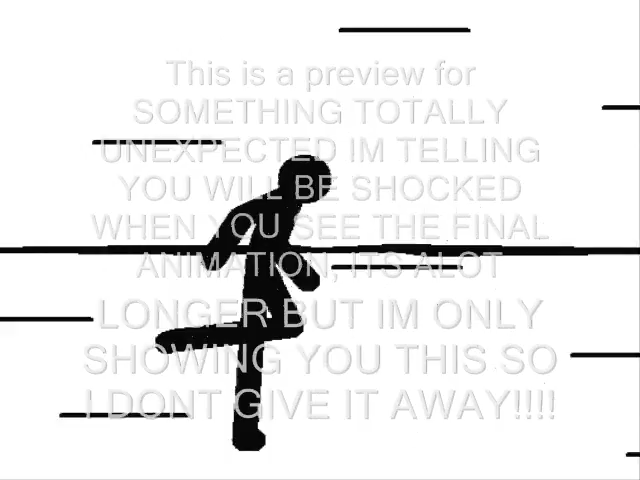 This is a preview for
SOMETHING TOTALLY
UNEXPECTED IM TELLING
YOU WILL BE SHOCKED
WHEN YOU SEE THE FINAL
ANIMATION, ITS ALOT
LONGER BUT IM ONLY
SHOWING YOU THIS SO
I DONT GIVE IT AWAY!!!!